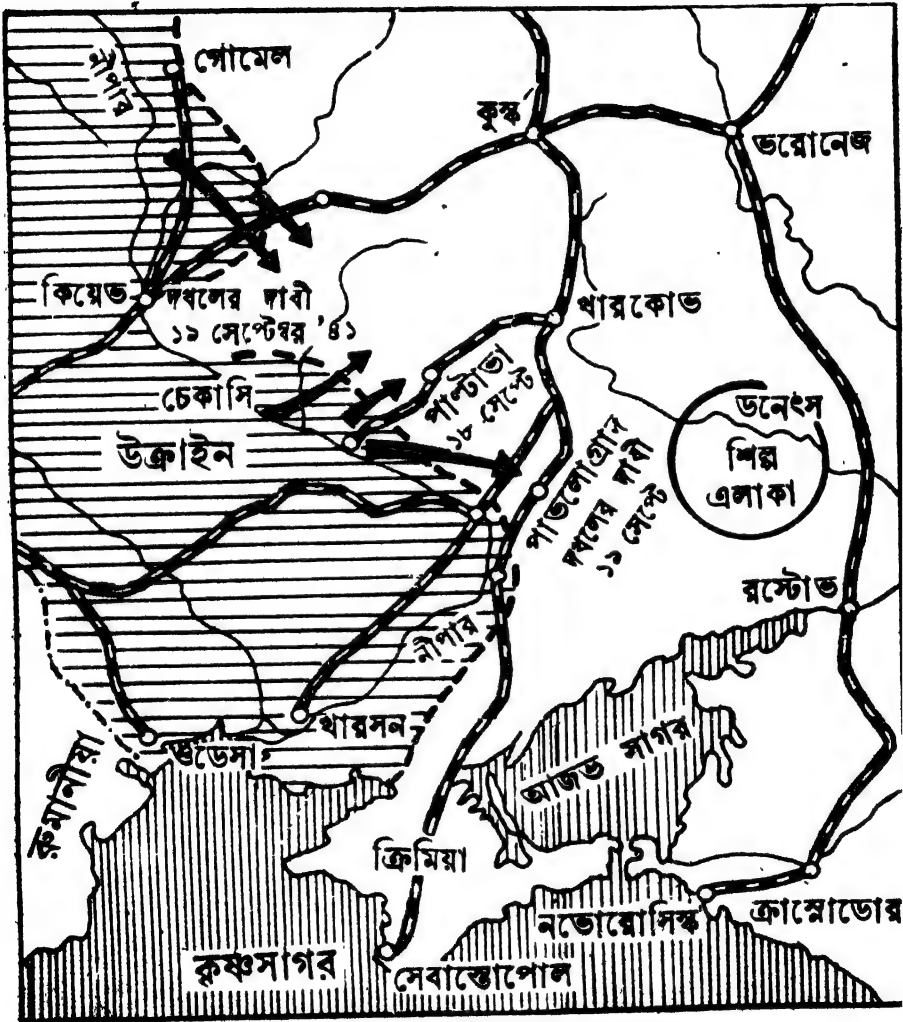 গোমেল
নীপার
কুর্স্ক
ভরোনেজ
কিয়েভ
দখলের দাবী
১৯ সেপ্টেম্বর '৪১
খারকোভ
চেকাসি
পাল্টাভা
১৮ সেপ্টে
উক্রাইন
ডনেৎস
শিল্প
এলাকা
পাভলোগ্রাদ
দখলের দাবী
১৯ সেপ্টে
রস্টোভ
নীপার
খারসন
ওডেসা
রুমানীয়া
আজভ সাগর
ক্রিমিয়া
নভোরোসিস্ক
ক্রাস্নোডোর
কৃষ্ণসাগর
সেবাস্তোপোল